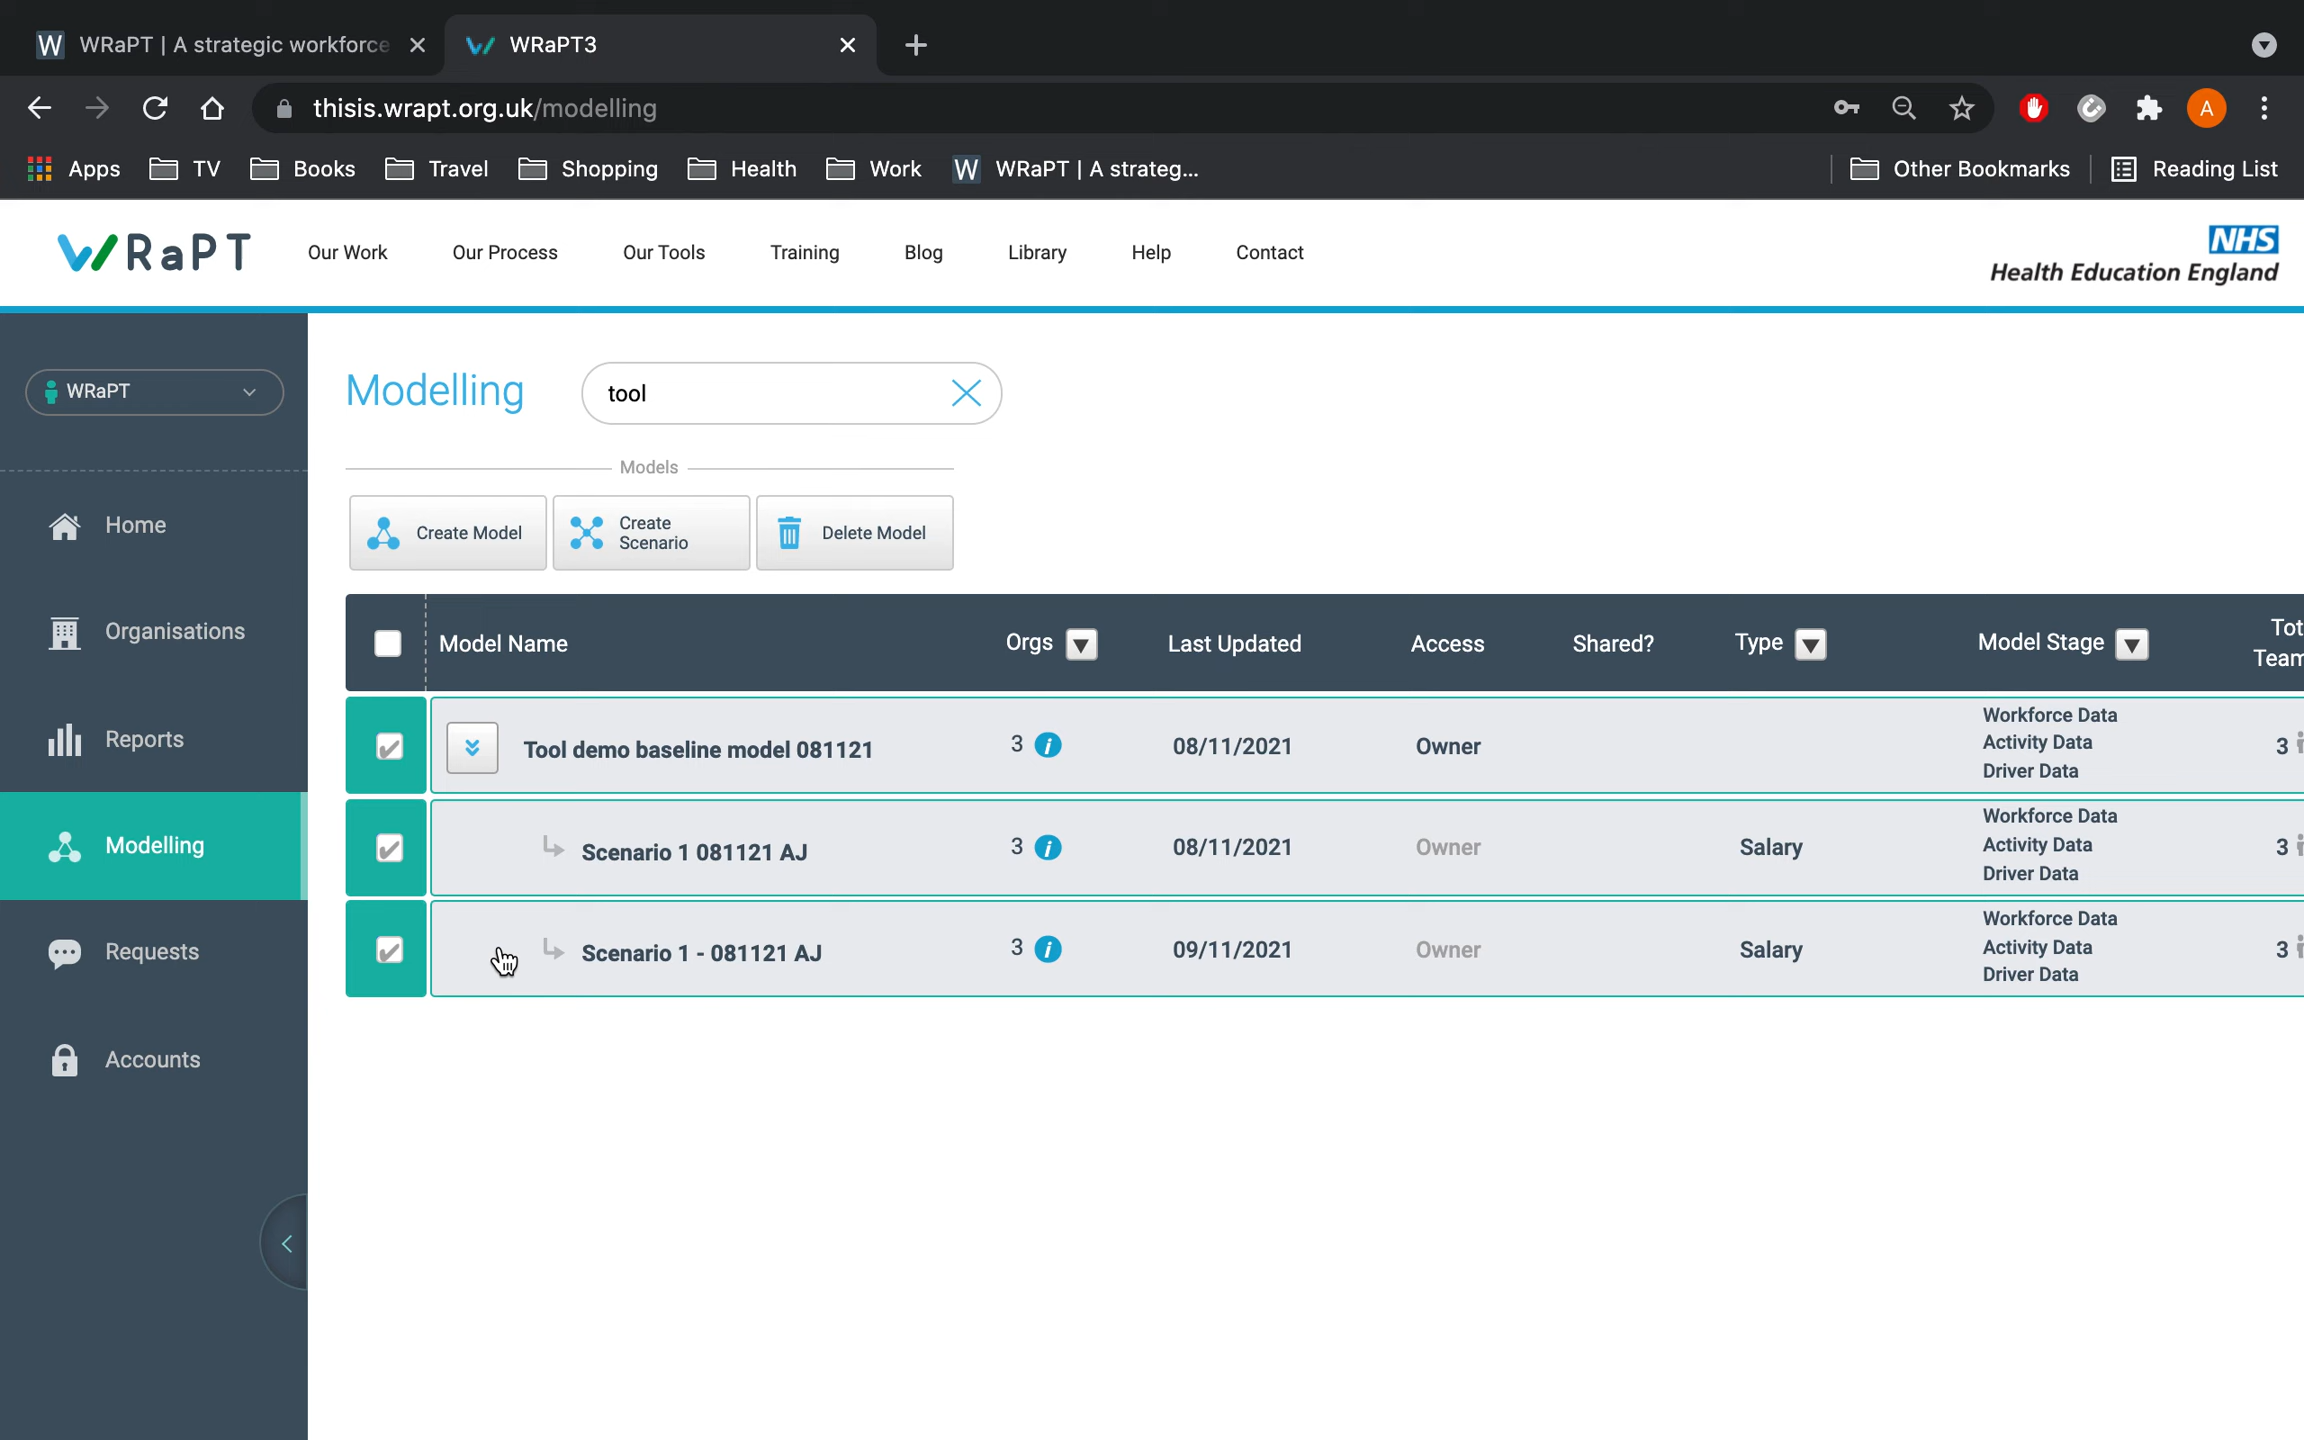 WRaPT | A strategic workforce
WRaPT3
thisis.wrapt.org.uk/modelling
A
Apps
TV
Books
Travel
Shopping
Health
Work
WRaPT | A strateg...
Other Bookmarks
Reading List
WRaPT
Our Work
Our Process
Our Tools
Training
Blog
Library
Help
Contact
NHS
Health Education England
WRaPT
Modelling
tool
Models
Create Model
Create
Scenario
Delete Model
Home
Organisations
Reports
Modelling
Requests
Accounts
Model Name
Orgs
Last Updated
Access
Shared?
Type
Model Stage
Tot
Team
Tool demo baseline model 081121
3
08/11/2021
Owner
Workforce Data
Activity Data
Driver Data
3
Scenario 1 081121 AJ
3
08/11/2021
Owner
Salary
Workforce Data
Activity Data
Driver Data
3
Scenario 1 - 081121 AJ
3
09/11/2021
Owner
Salary
Workforce Data
Activity Data
Driver Data
3